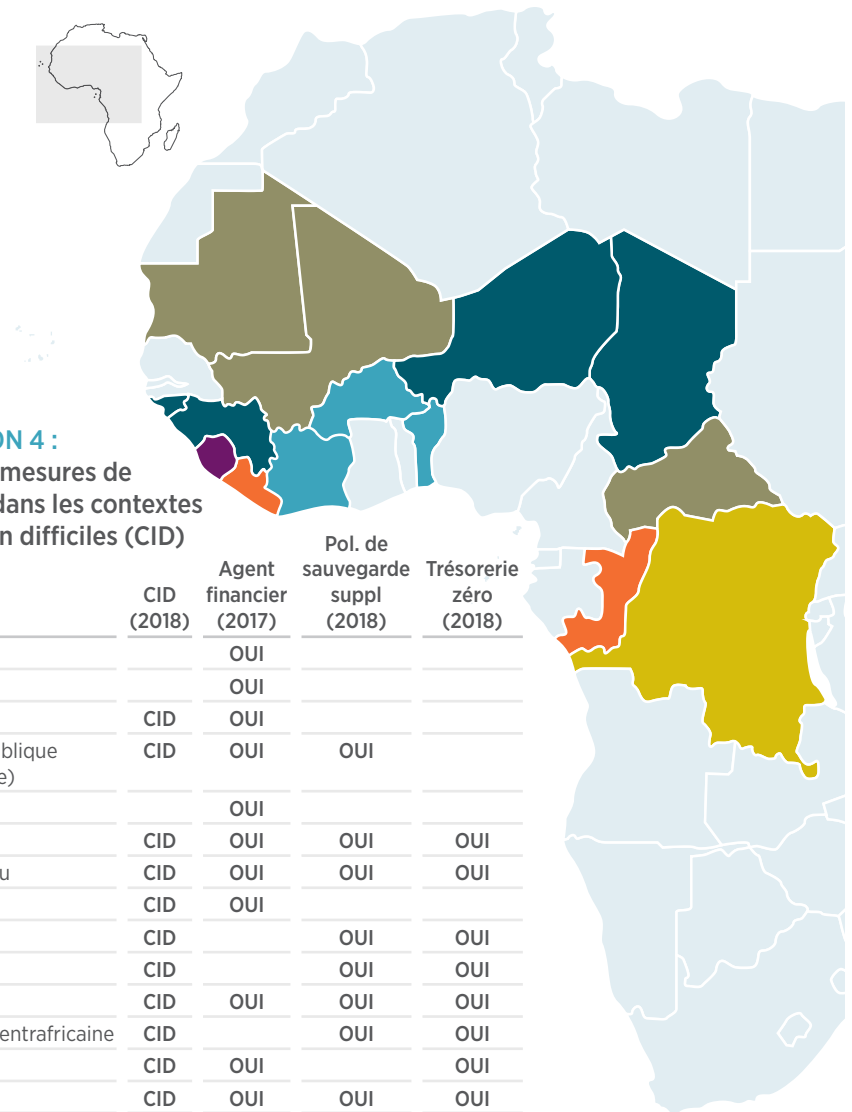 ON 4 :
mesures de
dans les contextes
n difficiles (CID)
CID (2018) Agent financier (2017) Pol. de sauvegarde suppl (2018) Trésorerie zéro (2018)
OUI
OUI
CID OUI
blique CID OUI OUI
e)
OUI
CID OUI OUI OUI
u CID OUI OUI OUI
CID OUI
CID OUI OUI
CID OUI OUI
CID OUI OUI OUI
entrafricaine CID OUI OUI
CID OUI OUI
CID OUI OUI OUI